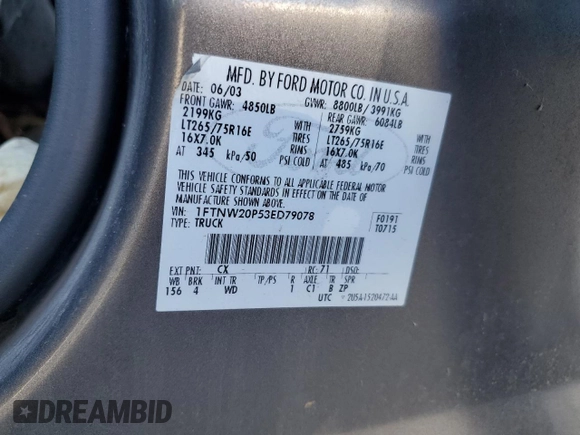 MFD. BY FORD MOTOR CO. IN U.S.A.
DATE: 06/03 GVWR: 8800LB/3991KG
FRONT GAWR: 4850LB REAR GAWR: 6084LB
2199KG 2759KG
LT265/75R16E TIRES LT265/75R16E TIRES
16X7.0K RIMS 16X7.0K RIMS
AT 345 kPa/50 PSI COLD AT 485 kPa/70 PSI COLD
THIS VEHICLE CONFORMS TO ALL APPLICABLE FEDERAL MOTOR
VEHICLE SAFETY STANDARDS IN EFFECT ON THE DATE OF
MANUFACTURE SHOWN ABOVE.
VIN: 1FTNW20P53ED79078 F0191
TYPE: TRUCK T0715
EXT PNT: CX RC: 71 DSO:
WB BRK INT TR TP/PS R AXLE TR SPR
156 4 WD 1 C1 B ZP
UTC
DREAMBID